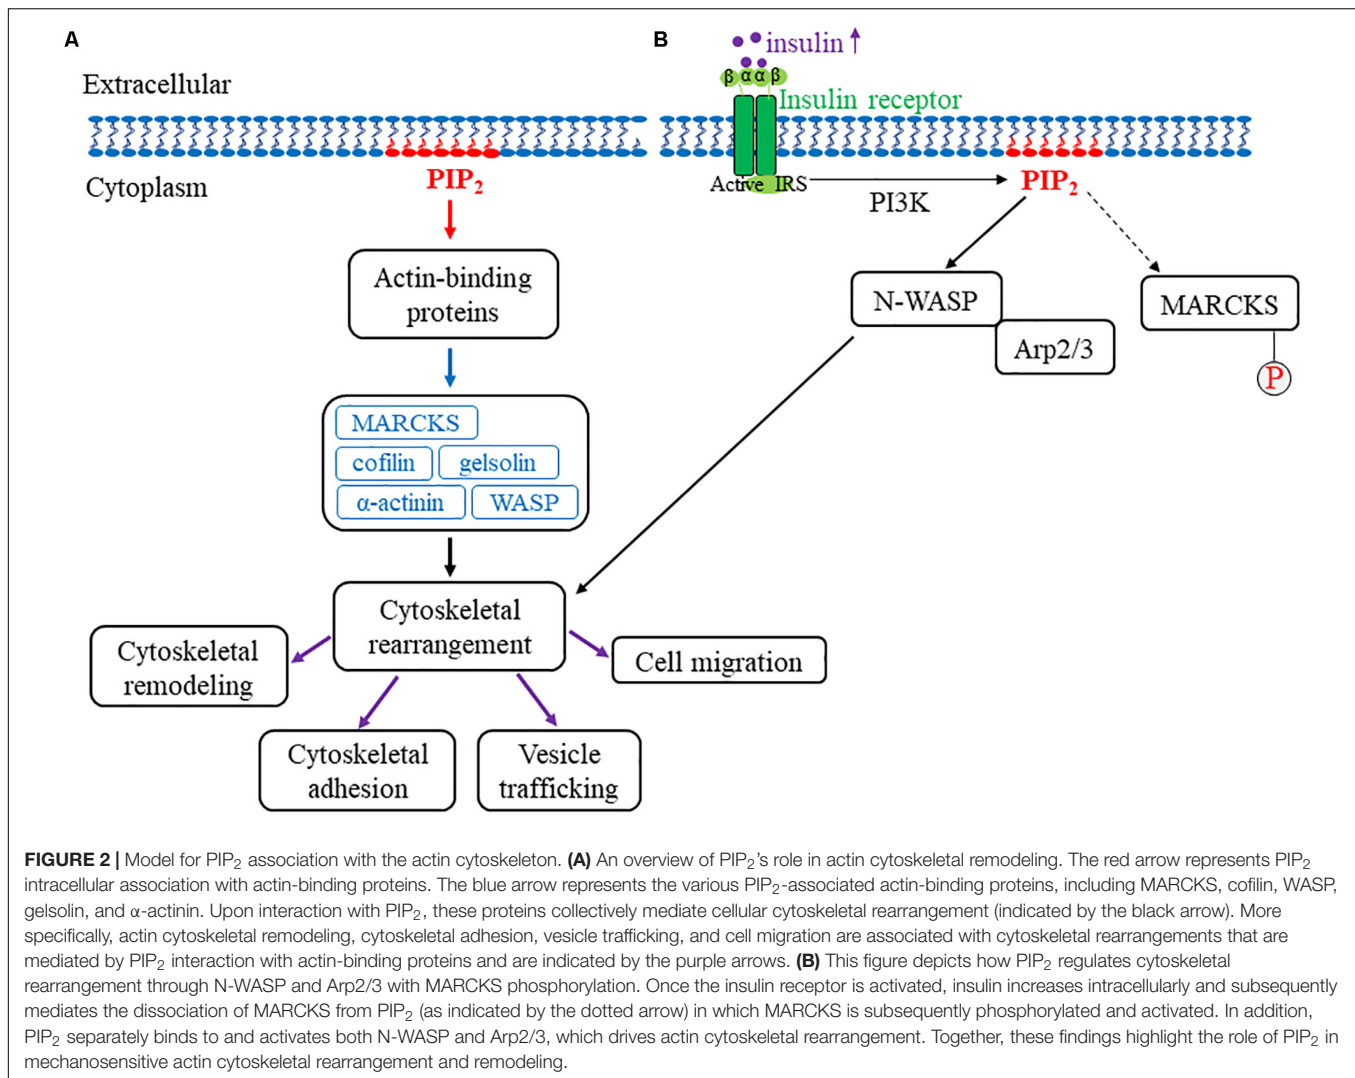 A
Extracellular
Cytoplasm
PIP₂
Actin-binding
proteins
MARCKS
cofilin
gelsolin
α-actinin
WASP
Cytoskeletal
rearrangement
Cytoskeletal
remodeling
Cytoskeletal
adhesion
Vesicle
trafficking
Cell migration
B
insulin ↑
β α α β
Insulin receptor
Active IRS
PI3K
PIP₂
N-WASP
Arp2/3
MARCKS
P
FIGURE 2 | Model for PIP₂ association with the actin cytoskeleton. (A) An overview of PIP₂'s role in actin cytoskeletal remodeling. The red arrow represents PIP₂
intracellular association with actin-binding proteins. The blue arrow represents the various PIP₂-associated actin-binding proteins, including MARCKS, cofilin, WASP,
gelsolin, and α-actinin. Upon interaction with PIP₂, these proteins collectively mediate cellular cytoskeletal rearrangement (indicated by the black arrow). More
specifically, actin cytoskeletal remodeling, cytoskeletal adhesion, vesicle trafficking, and cell migration are associated with cytoskeletal rearrangements that are
mediated by PIP₂ interaction with actin-binding proteins and are indicated by the purple arrows. (B) This figure depicts how PIP₂ regulates cytoskeletal
rearrangement through N-WASP and Arp2/3 with MARCKS phosphorylation. Once the insulin receptor is activated, insulin increases intracellularly and subsequently
mediates the dissociation of MARCKS from PIP₂ (as indicated by the dotted arrow) in which MARCKS is subsequently phosphorylated and activated. In addition,
PIP₂ separately binds to and activates both N-WASP and Arp2/3, which drives actin cytoskeletal rearrangement. Together, these findings highlight the role of PIP₂ in
mechanosensitive actin cytoskeletal rearrangement and remodeling.